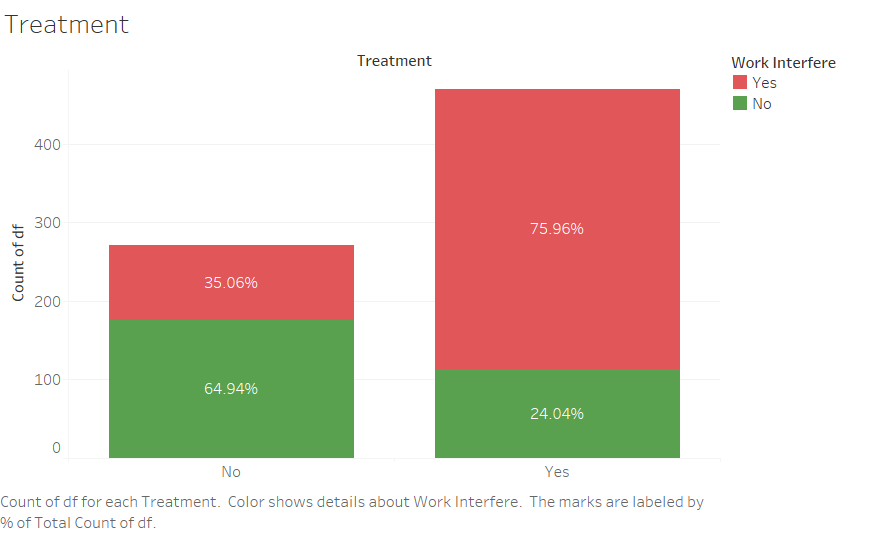 Treatment
Treatment
Work Interfere
Yes
No
Count of df
400
300
200
100
0
35.06%
64.94%
75.96%
24.04%
No
Yes
Count of df for each Treatment.  Color shows details about Work Interfere.  The marks are labeled by
% of Total Count of df.